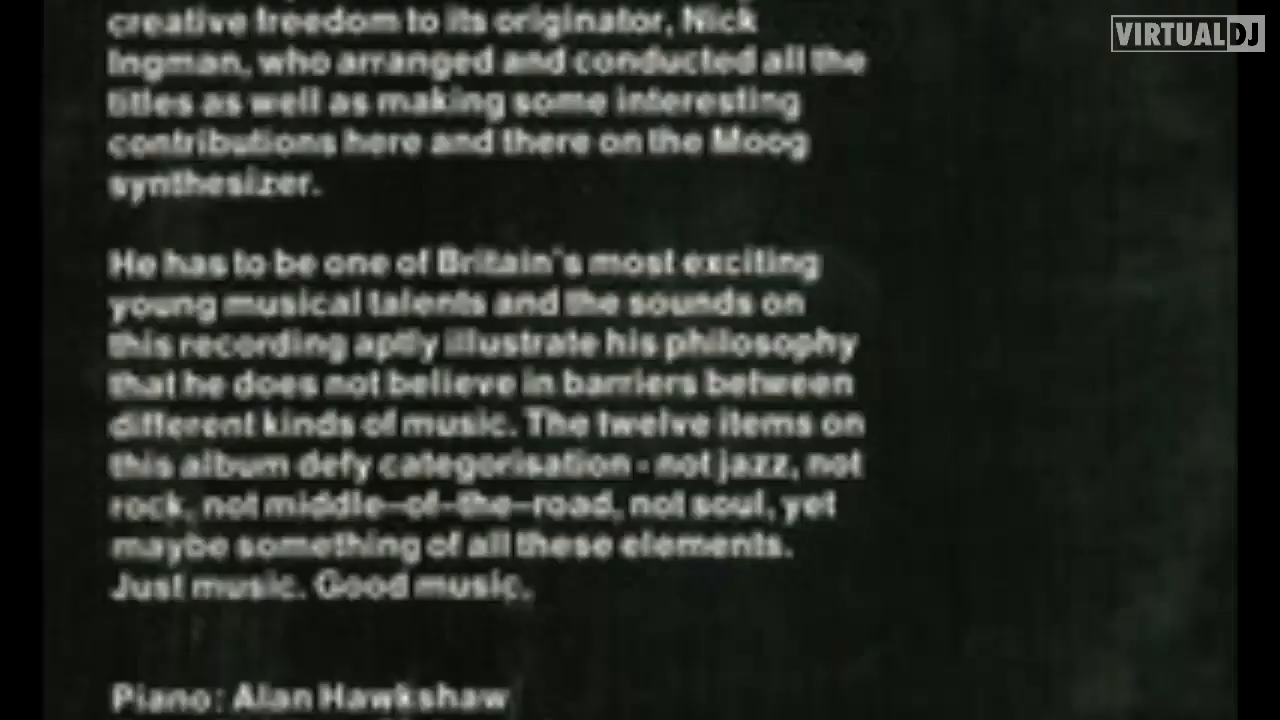 VIRTUALDJ
creative freedom to its originator, Nick
Ingman, who arranged and conducted all the
titles as well as making some interesting
contributions here and there on the Moog
synthesizer.
He has to be one of Britain's most exciting
young musical talents and the sounds on
this recording aptly illustrate his philosophy
that he does not believe in barriers between
different kinds of music. The twelve items on
this album defy categorisation - not jazz, not
rock, not middle-of-the-road, not soul, yet
maybe something of all these elements.
Just music. Good music.
Piano: Alan Hawkshaw